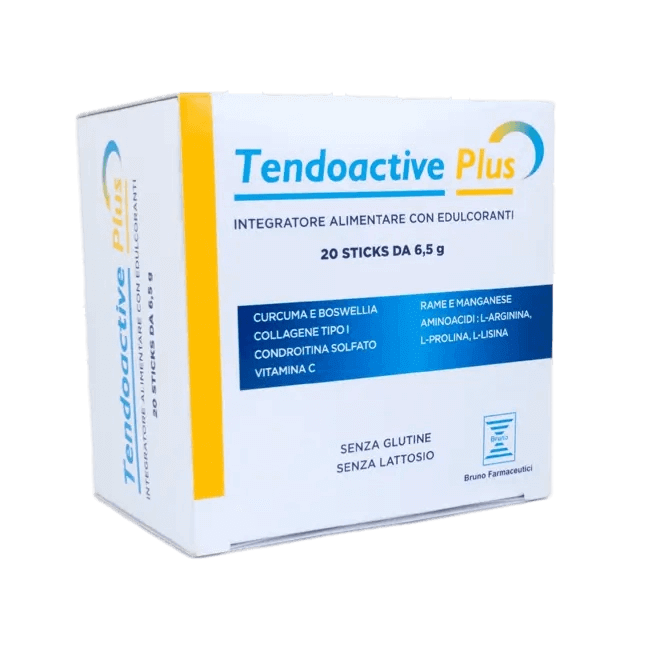 Tendoactive Plus
INTEGRATORE ALIMENTARE CON EDULCORANTI
20 STICKS DA 6,5 g
Tendoactive Plus
INTEGRATORE ALIMENTARE CON EDULCORANTI
20 STICKS DA 6,5 g
CURCUMA E BOSWELLIA
COLLAGENE TIPO I
CONDROITINA SOLFATO
VITAMINA C
RAME E MANGANESE
AMINOACIDI : L-ARGININA,
L-PROLINA, L-LISINA
SENZA GLUTINE
SENZA LATTOSIO
Bruno
Bruno Farmaceutici